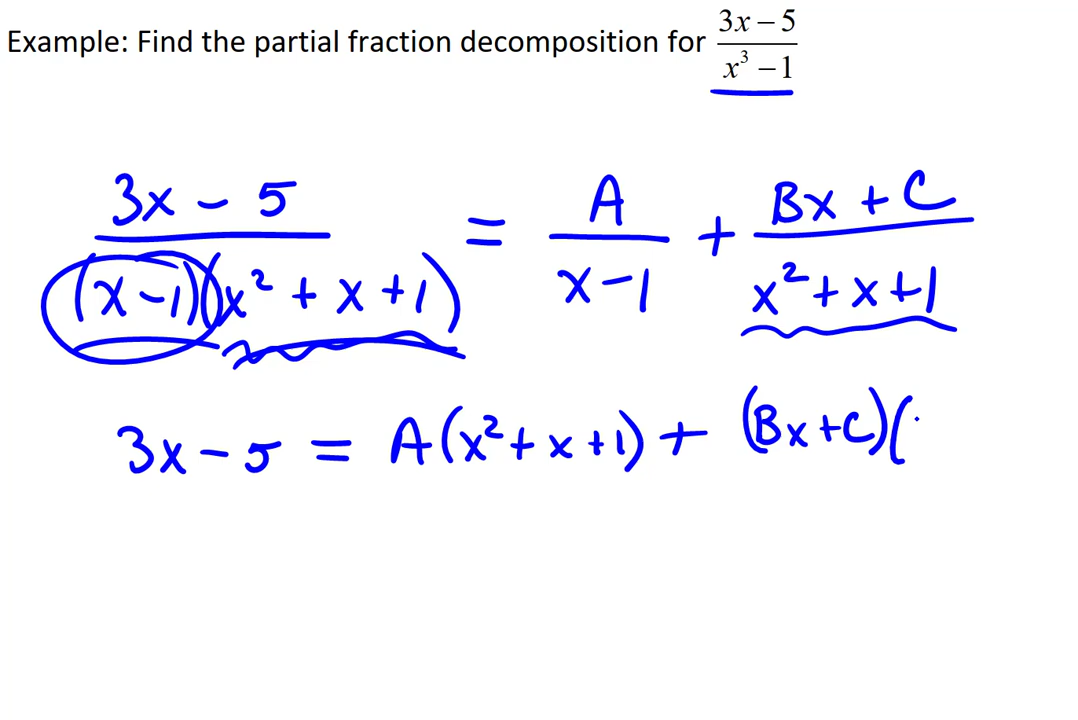 Example: Find the partial fraction decomposition for (3x − 5)/(x³ − 1)
(3x − 5)/((x − 1)(x² + x + 1)) = A/(x − 1) + (Bx + C)/(x² + x + 1)
3x − 5 = A(x² + x + 1) + (Bx + C)(